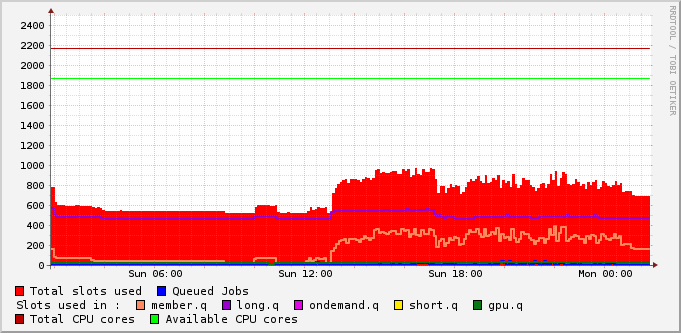 2400
2200
2000
1800
1600
1400
1200
1000
800
600
400
200
0
Sun 06:00 Sun 12:00 Sun 18:00 Mon 00:00
Total slots used Queued Jobs
Slots used in : member.q long.q ondemand.q short.q gpu.q
Total CPU cores Available CPU cores
RRDTOOL / TOBI OETIKER